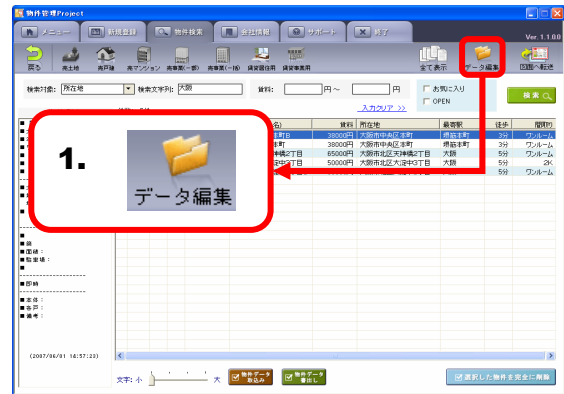 物件管理Project
メニュー 新規登録 物件検索 会社情報 サポート 終了 Ver. 1.1.0.0
戻る 売土地 売戸建 売マンション 売事業(一部) 売事業(一括) 賃貸居住用 賃貸事業用 全て表示 データ編集 図面へ転送
検索対象: 所在地 検索文字列: 大阪 賃料: 円～ 円 お気に入り OPEN 検索
入力クリア >>
賃料 所在地 最寄駅 徒歩 間取り
38000円 大阪市中央区本町 堺筋本町 3分 ワンルーム
38000円 大阪市中央区本町 堺筋本町 3分 ワンルーム
65000円 大阪市北区天神橋2丁目 大阪 5分 ワンルーム
50000円 大阪市北区大淀中3丁目 大阪 5分 2K
5分 ワンルーム
1.
データ編集
■面積:
■駐車場:
■即時
■本体:
■各戸:
■備考:
(2007/06/01 14:57:23)
文字: 小 大 物件データ取込み 物件データ書出し 選択した物件を完全に削除